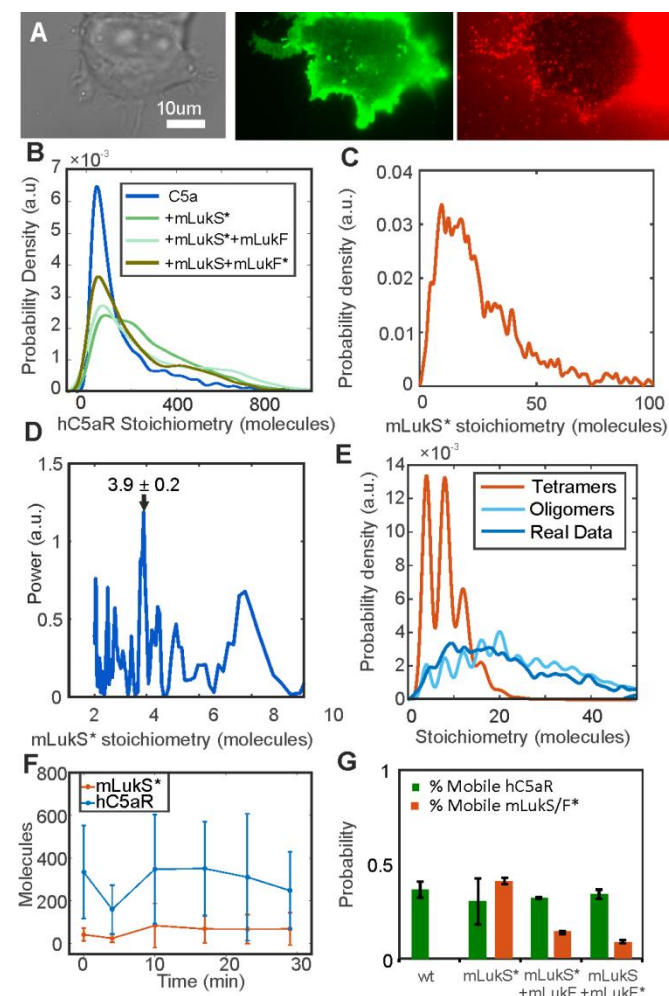 A
10um
B
×10⁻³
7
6
5
4
3
2
1
0
Probability Density (a.u)
C5a
+mLukS*
+mLukS*+mLukF
+mLukS+mLukF*
0 400 800
hC5aR Stoichiometry (molecules)
C
0.04
0.03
0.02
0.01
0
Probability density (a.u.)
0 50 100
mLukS* stoichiometry (molecules)
D
1.5
1
0.5
0
Power (a.u.)
3.9 ± 0.2
2 4 6 8 10
mLukS* stoichiometry (molecules)
E
×10⁻³
14
12
10
8
6
4
2
0
Probability density (a.u.)
Tetramers
Oligomers
Real Data
0 20 40
Stoichiometry (molecules)
F
800
600
400
200
0
Molecules
mLukS*
hC5aR
0 10 20 30
Time (min)
G
1
0.5
0
Probability
% Mobile hC5aR
% Mobile mLukS/F*
wt mLukS* mLukS* mLukS
+mLukF +mLukF*